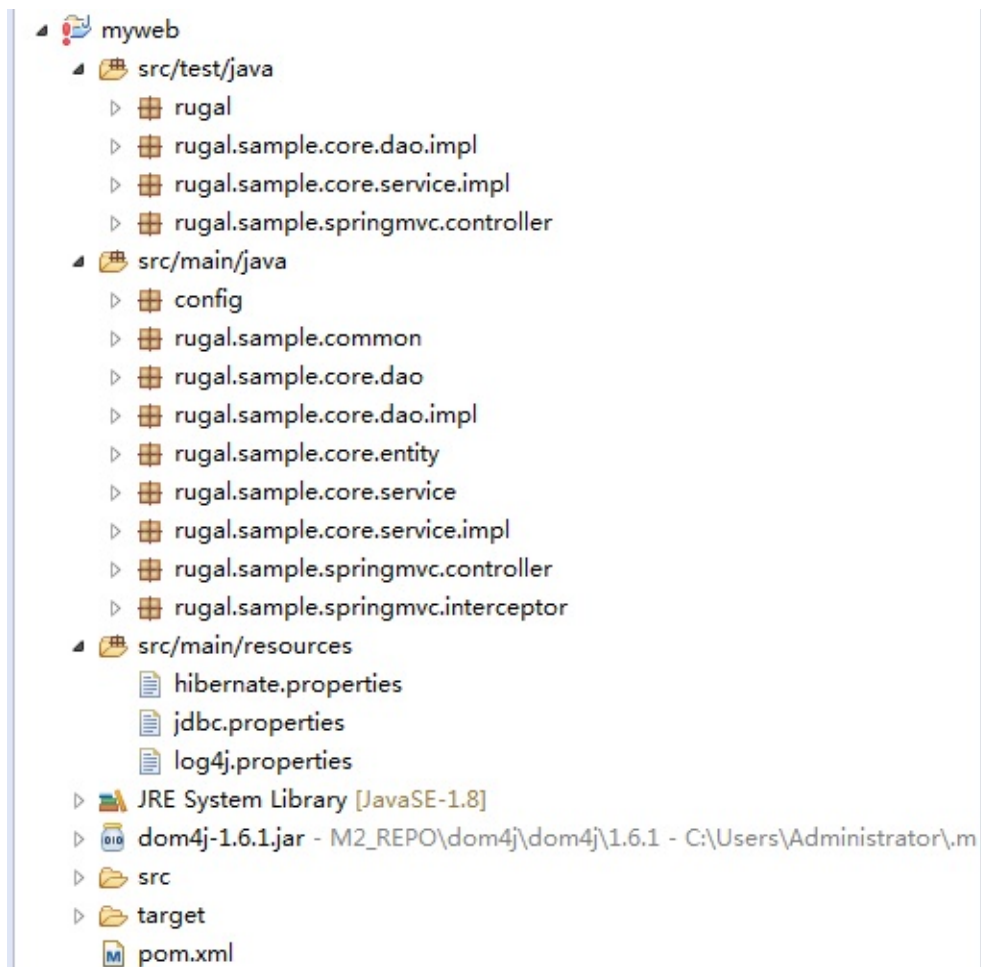 myweb
src/test/java
rugal
rugal.sample.core.dao.impl
rugal.sample.core.service.impl
rugal.sample.springmvc.controller
src/main/java
config
rugal.sample.common
rugal.sample.core.dao
rugal.sample.core.dao.impl
rugal.sample.core.entity
rugal.sample.core.service
rugal.sample.core.service.impl
rugal.sample.springmvc.controller
rugal.sample.springmvc.interceptor
src/main/resources
hibernate.properties
jdbc.properties
log4j.properties
JRE System Library [JavaSE-1.8]
dom4j-1.6.1.jar - M2_REPO\dom4j\dom4j\1.6.1 - C:\Users\Administrator\.m
src
target
pom.xml